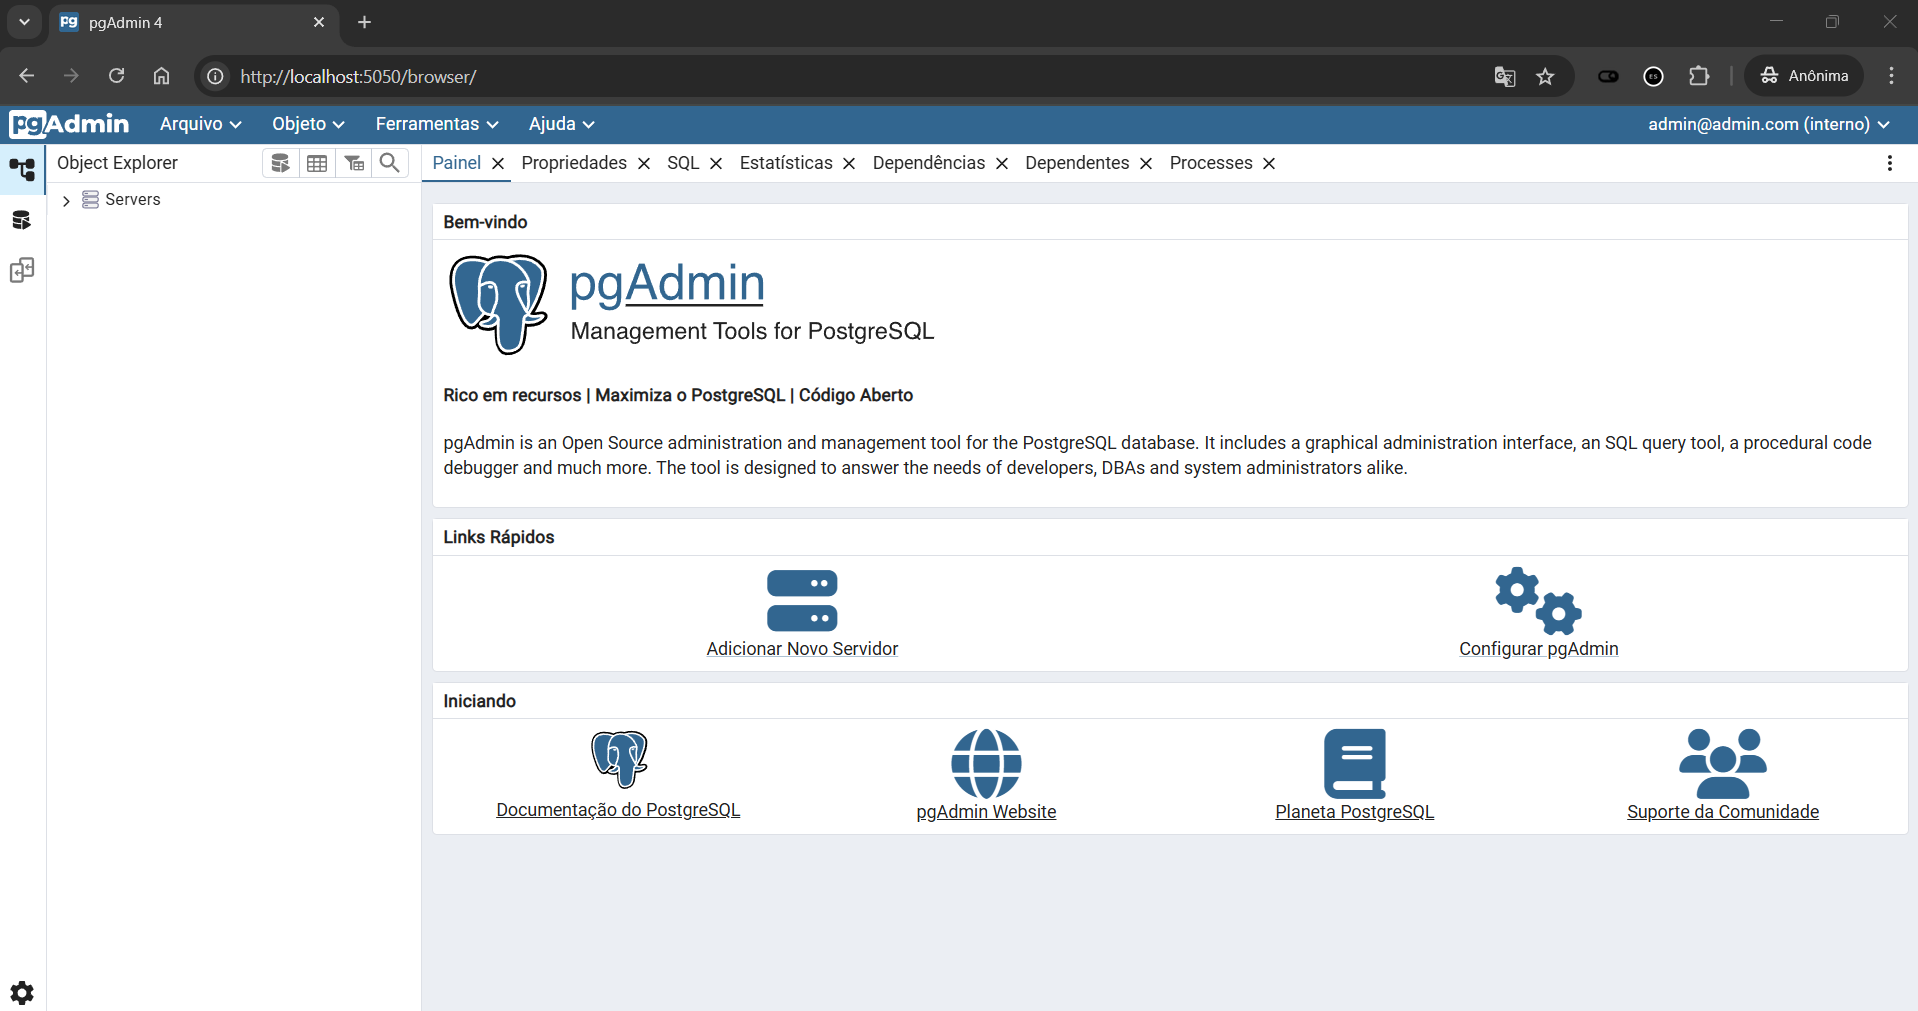 pgAdmin 4
http://localhost:5050/browser/
Anônima
pgAdmin
Arquivo
Objeto
Ferramentas
Ajuda
admin@admin.com (interno)
Object Explorer
Painel
Propriedades
SQL
Estatísticas
Dependências
Dependentes
Processes
Servers
Bem-vindo
pgAdmin
Management Tools for PostgreSQL
Rico em recursos | Maximiza o PostgreSQL | Código Aberto
pgAdmin is an Open Source administration and management tool for the PostgreSQL database. It includes a graphical administration interface, an SQL query tool, a procedural code
debugger and much more. The tool is designed to answer the needs of developers, DBAs and system administrators alike.
Links Rápidos
Adicionar Novo Servidor
Configurar pgAdmin
Iniciando
Documentação do PostgreSQL
pgAdmin Website
Planeta PostgreSQL
Suporte da Comunidade